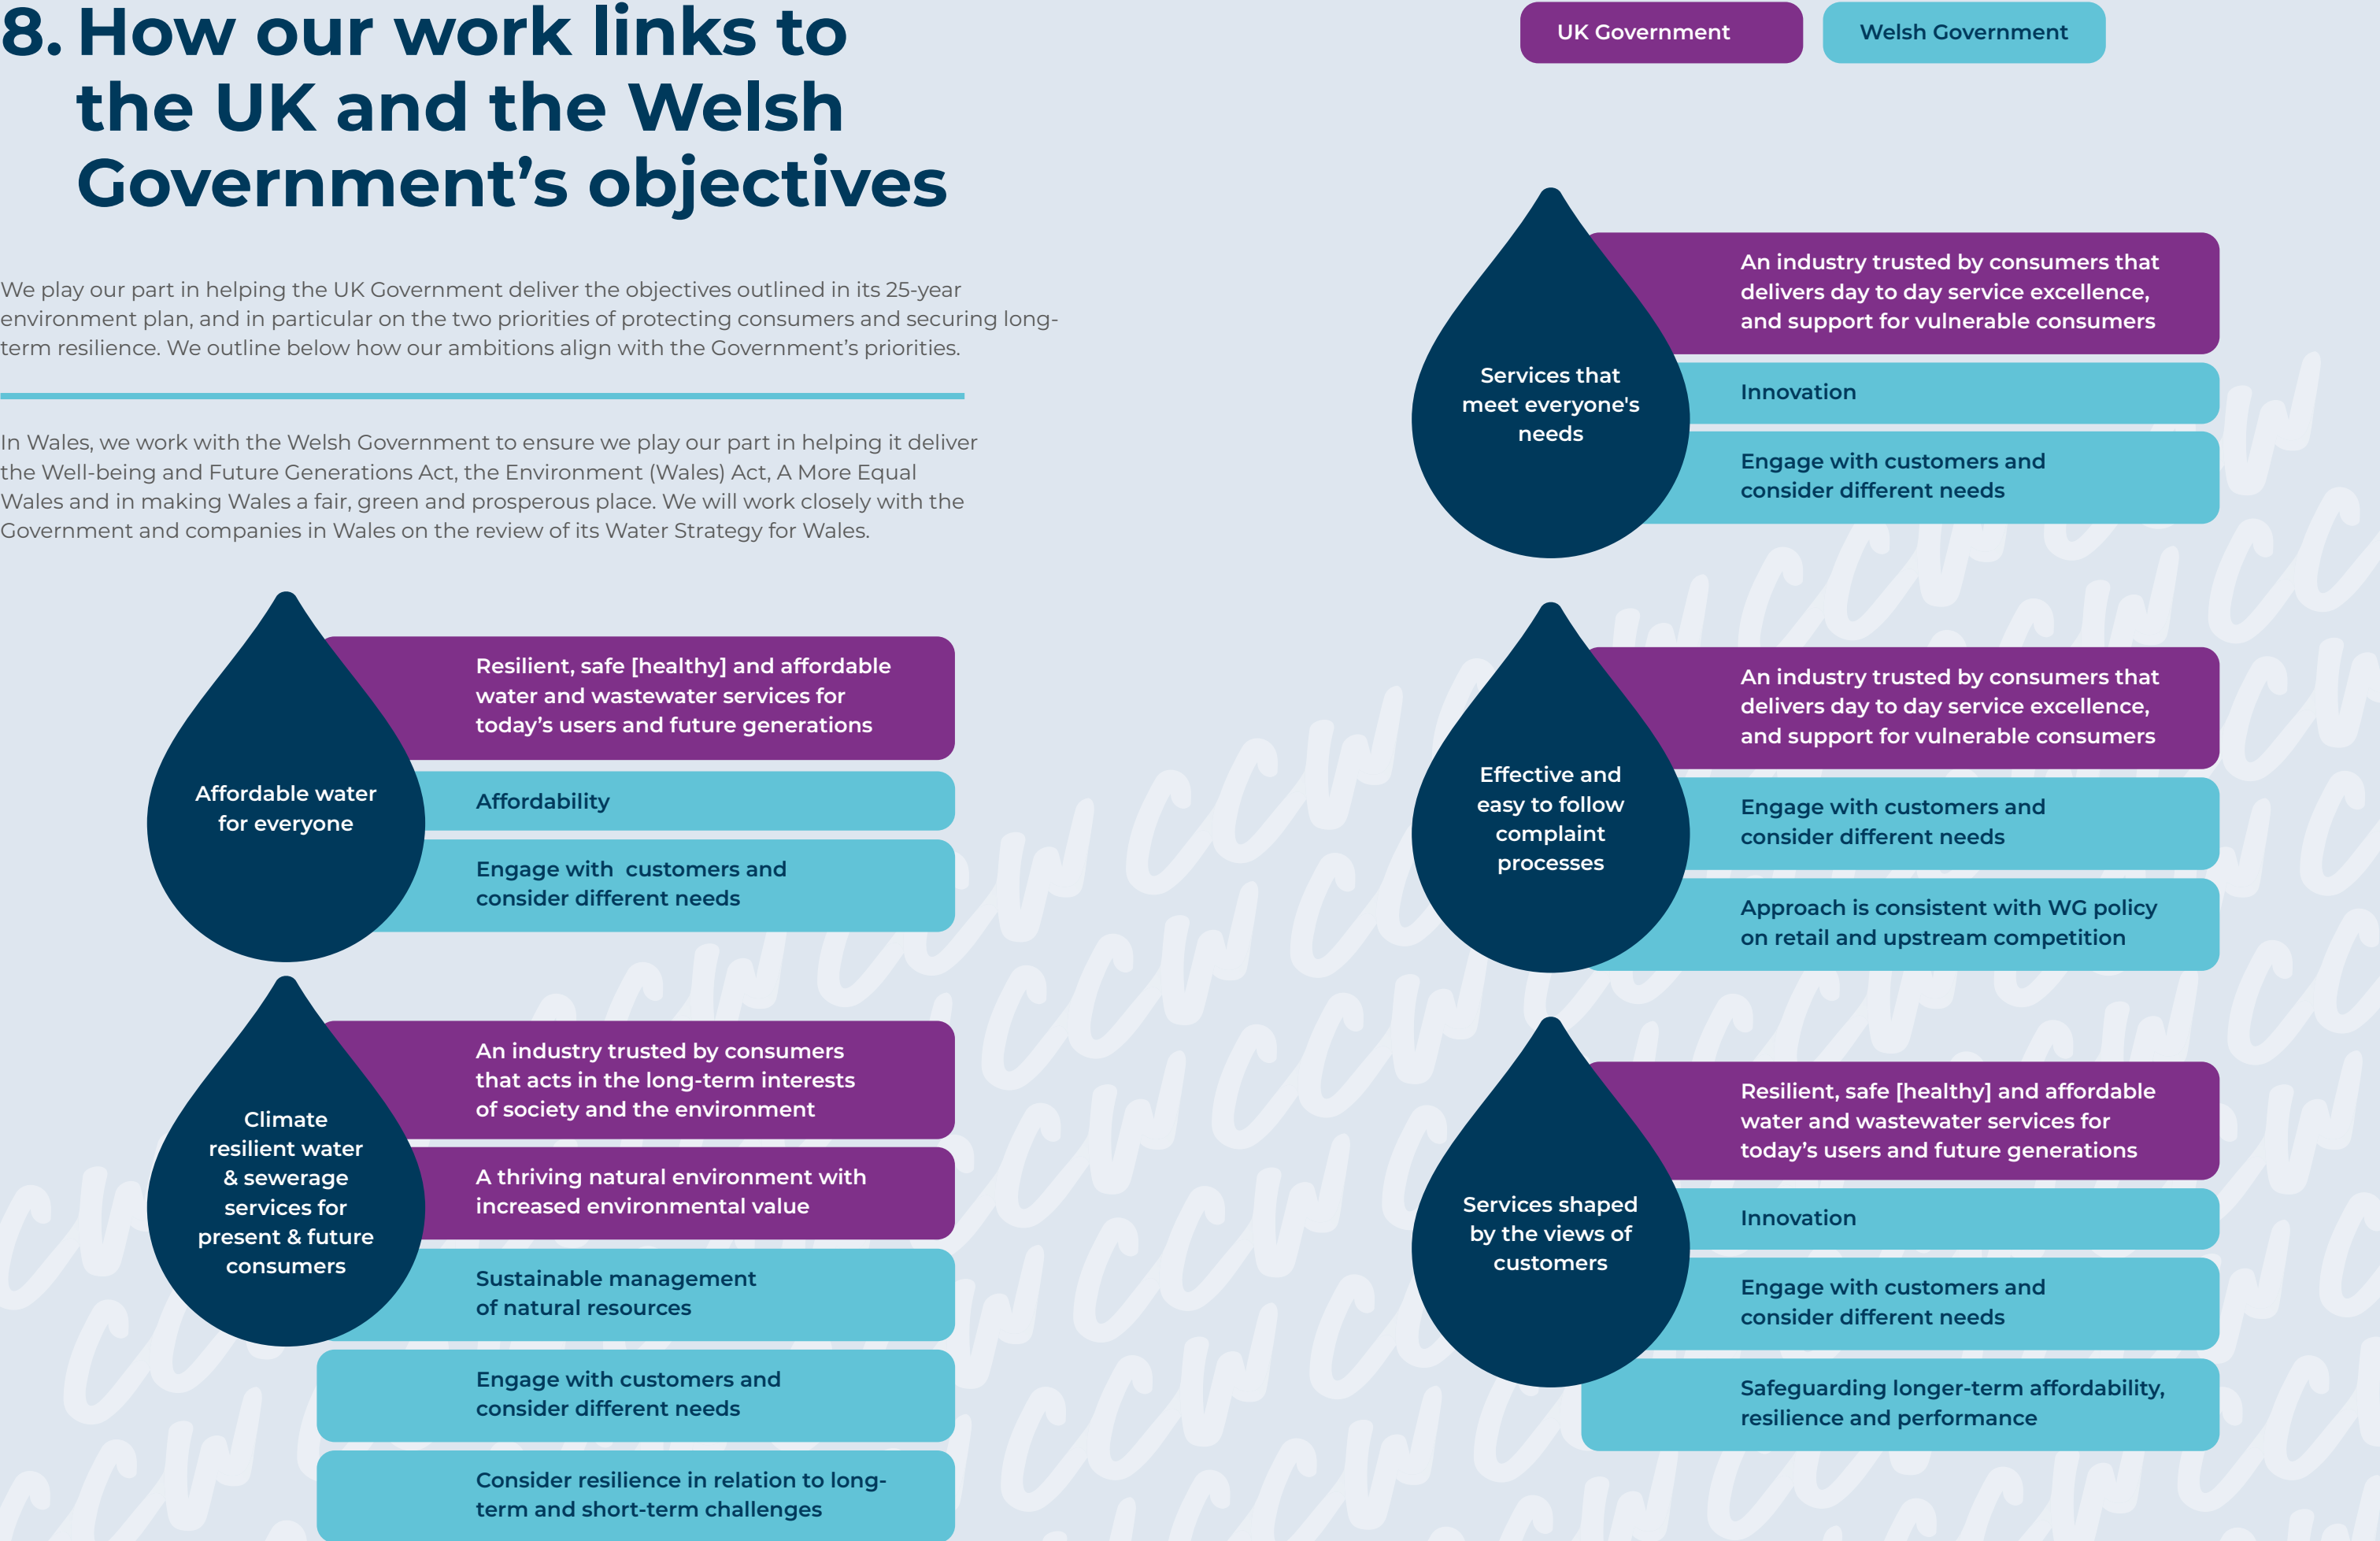 8. How our work links to
the UK and the Welsh
Government’s objectives
We play our part in helping the UK Government deliver the objectives outlined in its 25-year
environment plan, and in particular on the two priorities of protecting consumers and securing long-
term resilience. We outline below how our ambitions align with the Government’s priorities.
In Wales, we work with the Welsh Government to ensure we play our part in helping it deliver
the Well-being and Future Generations Act, the Environment (Wales) Act, A More Equal
Wales and in making Wales a fair, green and prosperous place. We will work closely with the
Government and companies in Wales on the review of its Water Strategy for Wales.
Affordable water
for everyone
Resilient, safe [healthy] and affordable
water and wastewater services for
today’s users and future generations
Affordability
Engage with  customers and
consider different needs
Climate
resilient water
& sewerage
services for
present & future
consumers
An industry trusted by consumers
that acts in the long-term interests
of society and the environment
A thriving natural environment with
increased environmental value
Sustainable management
of natural resources
Engage with customers and
consider different needs
Consider resilience in relation to long-
term and short-term challenges
UK Government
Welsh Government
Services that
meet everyone's
needs
An industry trusted by consumers that
delivers day to day service excellence,
and support for vulnerable consumers
Innovation
Engage with customers and
consider different needs
Effective and
easy to follow
complaint
processes
An industry trusted by consumers that
delivers day to day service excellence,
and support for vulnerable consumers
Engage with customers and
consider different needs
Approach is consistent with WG policy
on retail and upstream competition
Services shaped
by the views of
customers
Resilient, safe [healthy] and affordable
water and wastewater services for
today’s users and future generations
Innovation
Engage with customers and
consider different needs
Safeguarding longer-term affordability,
resilience and performance